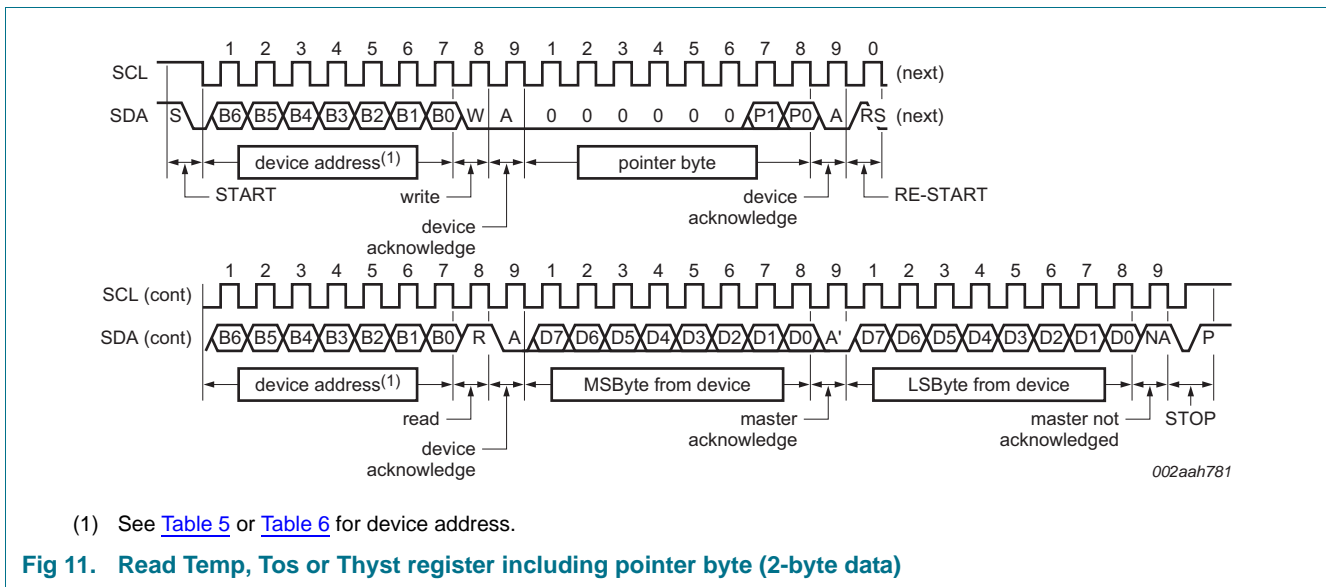 1 2 3 4 5 6 7 8 9 1 2 3 4 5 6 7 8 9 0
SCL (next)
SDA S B6 B5 B4 B3 B2 B1 B0 W A 0 0 0 0 0 0 P1 P0 A RS (next)
device address(1) pointer byte
START write device acknowledge device acknowledge RE-START
1 2 3 4 5 6 7 8 9 1 2 3 4 5 6 7 8 9 1 2 3 4 5 6 7 8 9
SCL (cont)
SDA (cont) B6 B5 B4 B3 B2 B1 B0 R A D7 D6 D5 D4 D3 D2 D1 D0 A' D7 D6 D5 D4 D3 D2 D1 D0 NA P
device address(1) MSByte from device LSByte from device
read device acknowledge master acknowledge master not acknowledged STOP
002aah781
(1) See Table 5 or Table 6 for device address.
Fig 11. Read Temp, Tos or Thyst register including pointer byte (2-byte data)